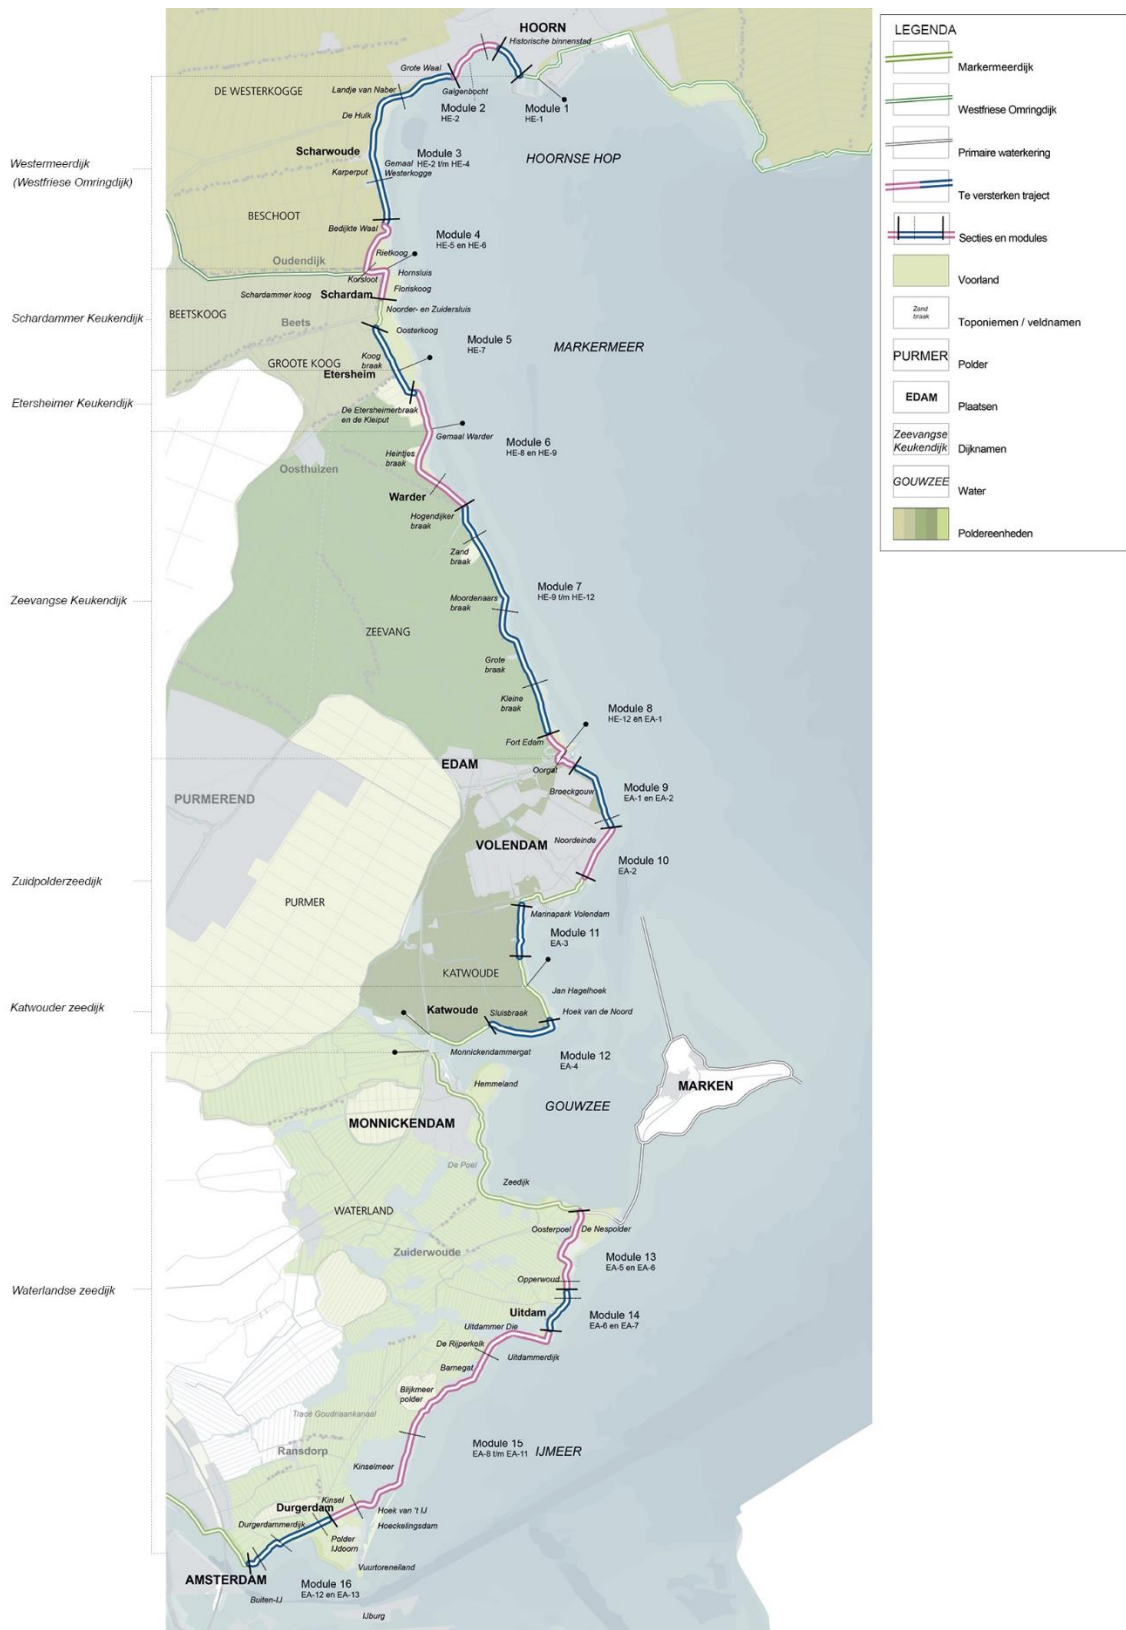 HOORN
Historische binnenstad
Grote Waal
DE WESTERKOGGE
Landje van Naber
Galgenbocht
De Hulk
Module 2
HE-2
Module 1
HE-1
Westermeerdijk
(Westfriese Omringdijk)
Scharwoude
Module 3
HE-2 t/m HE-4
HOORNSE HOP
Gemaal
Westerkogge
Karperput
BESCHOOT
Bedijkte Waal
Module 4
HE-5 en HE-6
Rietkoog
Oudendijk
Korsloot
Hornsluis
Floriskoog
Schardammer koog
Schardam
Noorder- en Zuidersluis
Schardammer Keukendijk
BEETSKOOG
Beets
Oosterkoog
Module 5
HE-7
MARKERMEER
GROOTE KOOG
Koog
braak
Etersheim
Etersheimer Keukendijk
De Etersheimerbraak
en de Kleiput
Gemaal Warder
Module 6
HE-8 en HE-9
Heintjes
braak
Oosthuizen
Warder
Hogendijker
braak
Zand
braak
Zeevangse Keukendijk
Module 7
HE-9 t/m HE-12
Moordenaars
braak
ZEEVANG
Grote
braak
Kleine
braak
Module 8
HE-12 en EA-1
Fort Edam
EDAM
Oorgat
Broeckgouw
Module 9
EA-1 en EA-2
PURMEREND
VOLENDAM
Noordeinde
Module 10
EA-2
Zuidpolderzeedijk
PURMER
Marinapark Volendam
Module 11
EA-3
KATWOUDE
Jan Hagelhoek
Katwouder zeedijk
Katwoude
Sluisbraak
Hoek van de Noord
Monnickendammergat
Module 12
EA-4
Hemmeland
MARKEN
GOUWZEE
MONNICKENDAM
De Poel
Zeedijk
WATERLAND
Oosterpoel
De Nespolder
Zuiderwoude
Module 13
EA-5 en EA-6
Opperwoud
Waterlandse zeedijk
Uitdam
Module 14
EA-6 en EA-7
Uitdammer Die
De Rijperkolk
Uitdammerdijk
Barnegat
Blijkmeer
polder
Tracé Goudriaankanaal
Ransdorp
Module 15
EA-8 t/m EA-11
IJMEER
Kinselmeer
Kinsel
Durgerdam
Hoek van 't IJ
Hoeckelingsdam
Durgerdammerdijk
Polder
IJdoorn
Vuurtoreneiland
AMSTERDAM
Module 16
EA-12 en EA-13
Buiten-IJ
IJburg
LEGENDA
Markermeerdijk
Westfriese Omringdijk
Primaire waterkering
Te versterken traject
Secties en modules
Voorland
Zand
braak
Toponiemen / veldnamen
PURMER
Polder
EDAM
Plaatsen
Zeevangse
Keukendijk
Dijknamen
GOUWZEE
Water
Poldereenheden